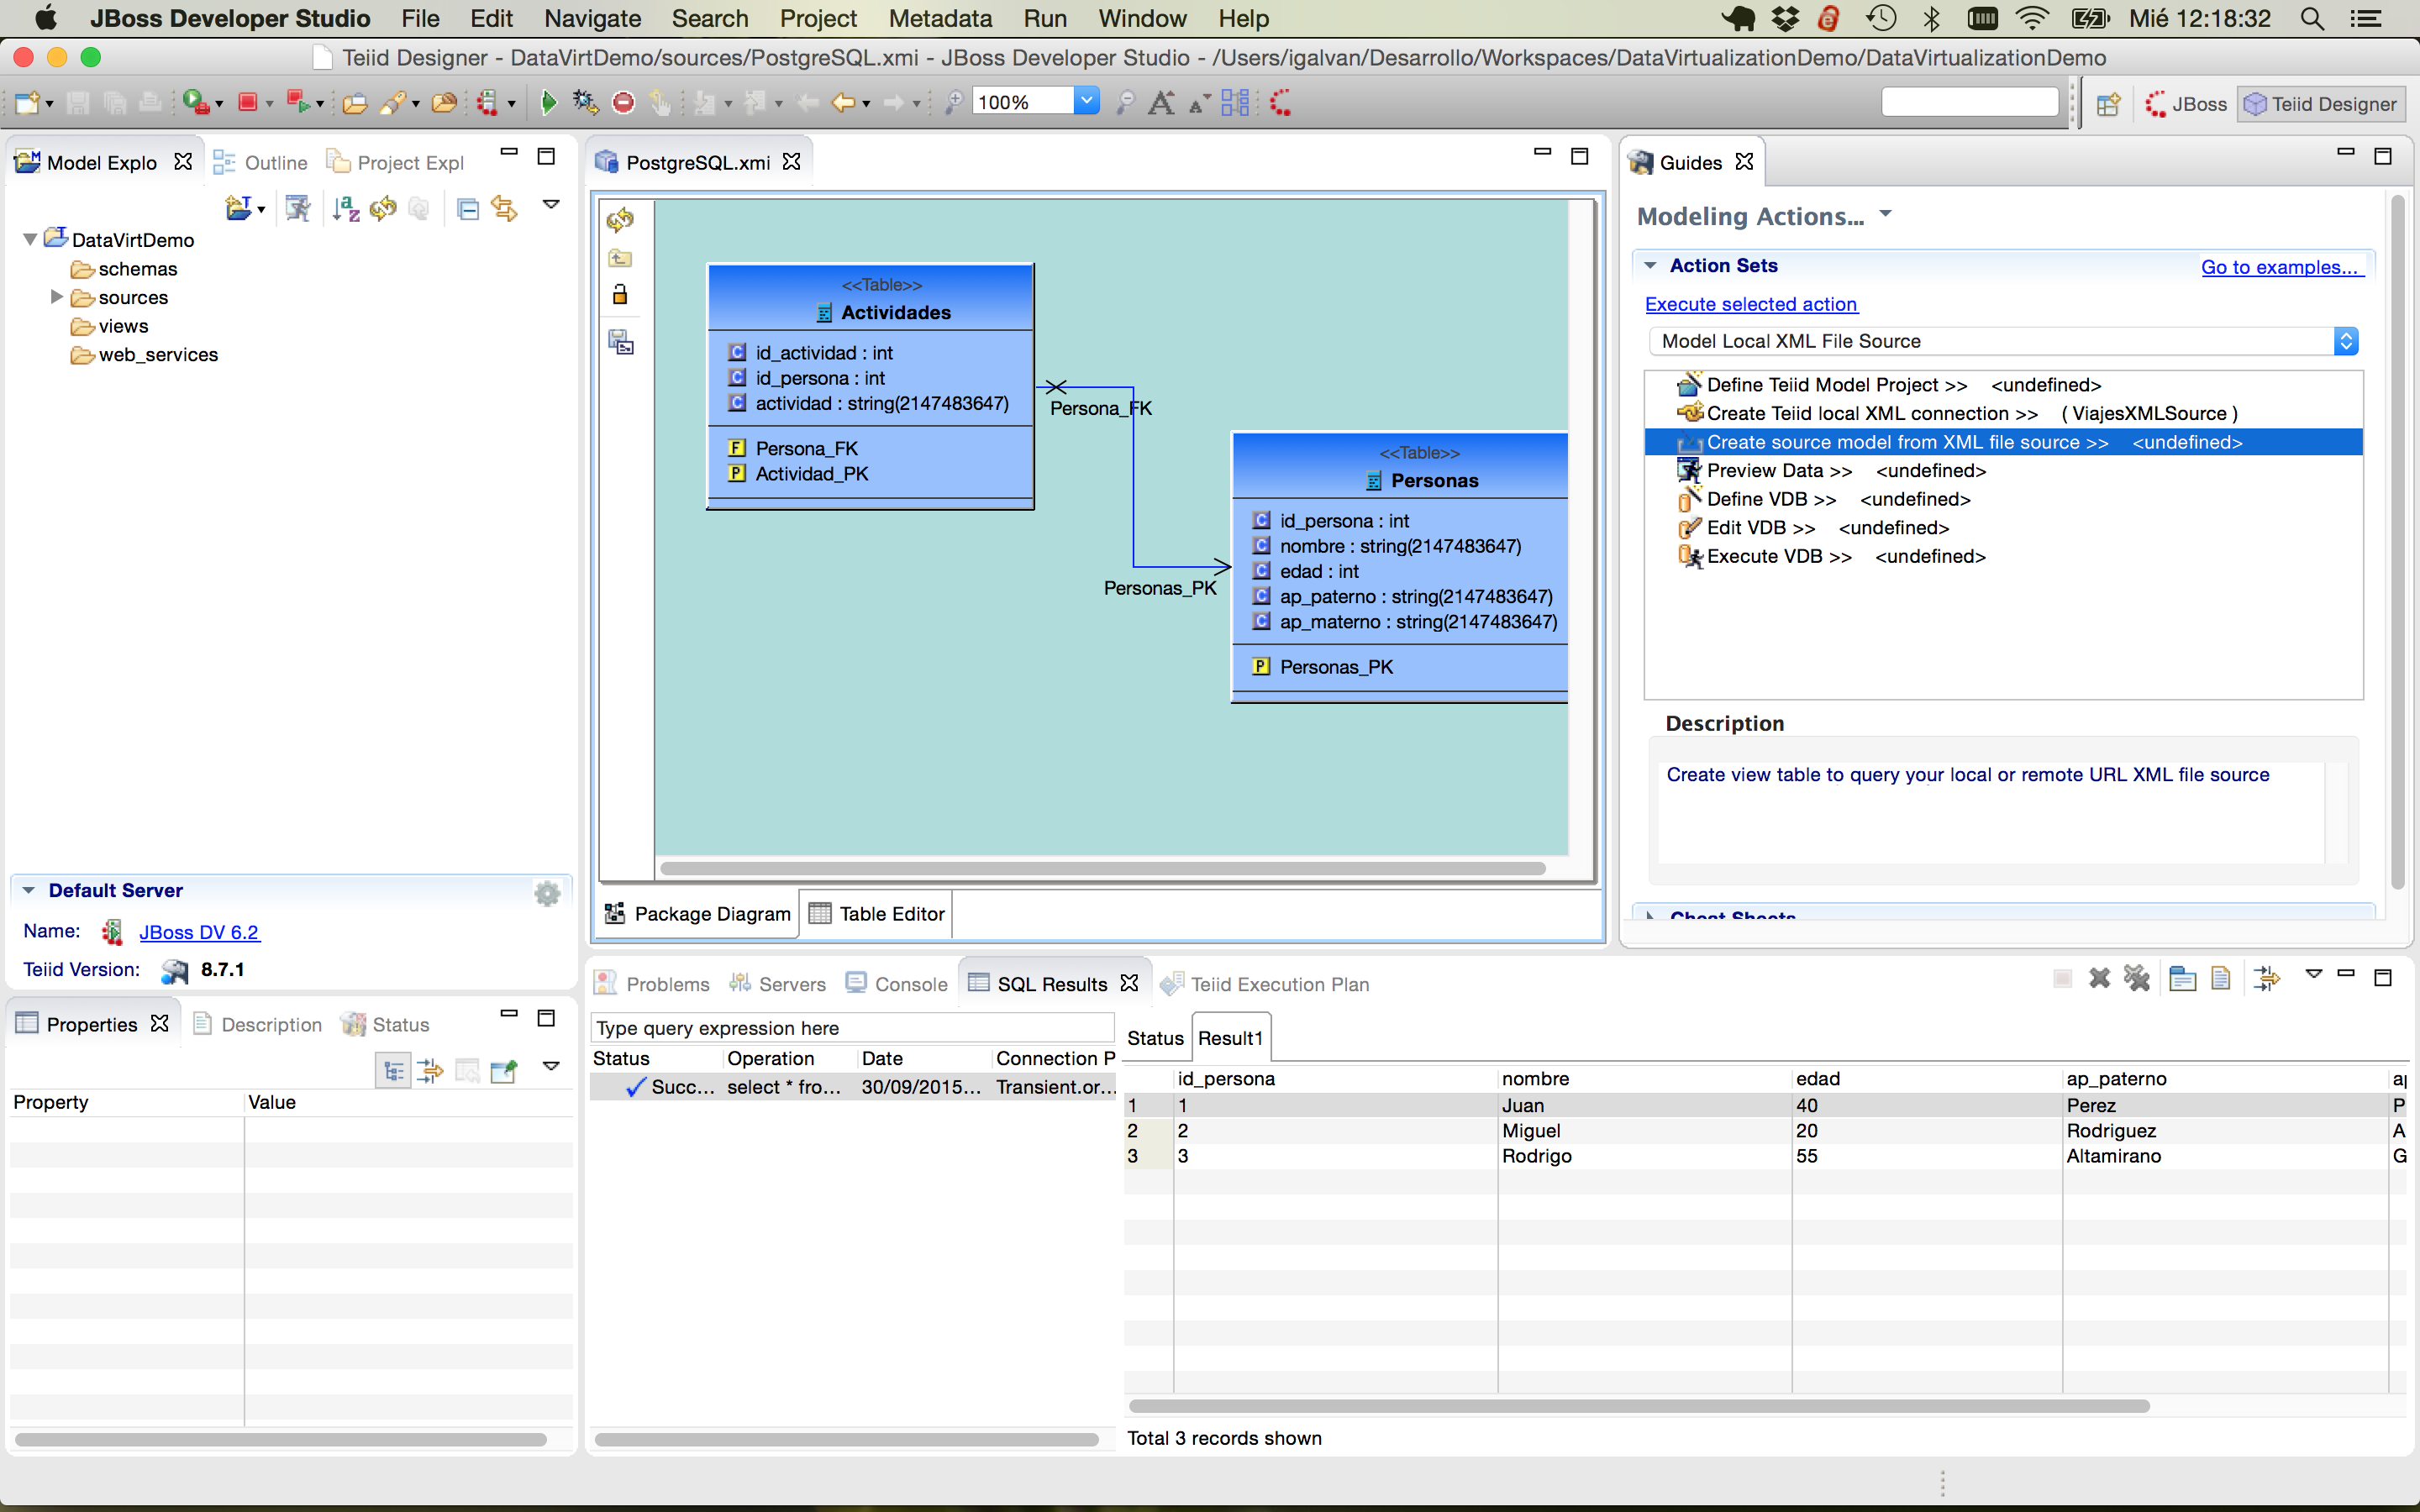 JBoss Developer Studio File Edit Navigate Search Project Metadata Run Window Help Mié 12:18:32
Teiid Designer - DataVirtDemo/sources/PostgreSQL.xmi - JBoss Developer Studio - /Users/igalvan/Desarrollo/Workspaces/DataVirtualizationDemo/DataVirtualizationDemo
100% JBoss Teiid Designer
Model Explo Outline Project Expl
DataVirtDemo
schemas
sources
views
web_services
Default Server
Name: JBoss DV 6.2
Teiid Version: 8.7.1
Properties Description Status
Property Value
PostgreSQL.xmi
<<Table>>
Actividades
id_actividad : int
id_persona : int
actividad : string(2147483647)
Persona_FK
Actividad_PK
Persona_FK
Personas_PK
<<Table>>
Personas
id_persona : int
nombre : string(2147483647)
edad : int
ap_paterno : string(2147483647)
ap_materno : string(2147483647)
Personas_PK
Package Diagram Table Editor
Guides
Modeling Actions...
Action Sets Go to examples...
Execute selected action
Model Local XML File Source
Define Teiid Model Project >> <undefined>
Create Teiid local XML connection >> ( ViajesXMLSource )
Create source model from XML file source >> <undefined>
Preview Data >> <undefined>
Define VDB >> <undefined>
Edit VDB >> <undefined>
Execute VDB >> <undefined>
Description
Create view table to query your local or remote URL XML file source
Cheat Sheets
Problems Servers Console SQL Results Teiid Execution Plan
Type query expression here
Status Operation Date Connection P
Succ... select * fro... 30/09/2015... Transient.or...
Status Result1
id_persona nombre edad ap_paterno a
1 1 Juan 40 Perez P
2 2 Miguel 20 Rodriguez A
3 3 Rodrigo 55 Altamirano G
Total 3 records shown